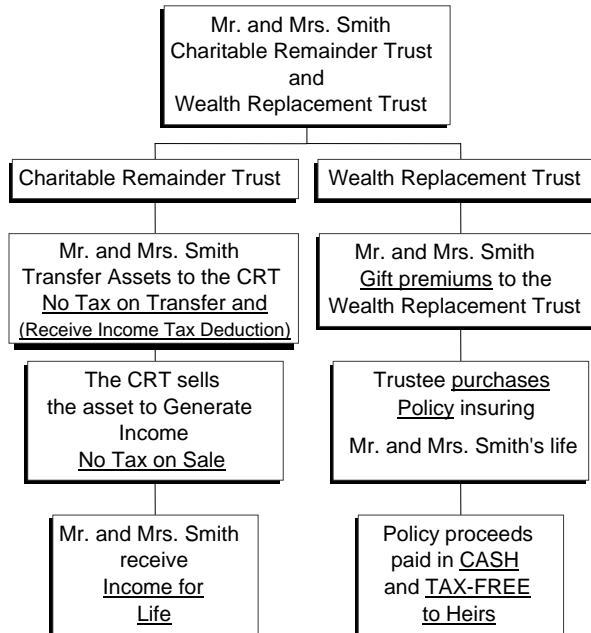 Mr. and Mrs. Smith
Charitable Remainder Trust
and
Wealth Replacement Trust
Charitable Remainder Trust
Wealth Replacement Trust
Mr. and Mrs. Smith
Transfer Assets to the CRT
No Tax on Transfer and
(Receive Income Tax Deduction)
Mr. and Mrs. Smith
Gift premiums to the
Wealth Replacement Trust
The CRT sells
the asset to Generate
Income
No Tax on Sale
Trustee purchases
Policy insuring
Mr. and Mrs. Smith's life
Mr. and Mrs. Smith
receive
Income for
Life
Policy proceeds
paid in CASH
and TAX-FREE
to Heirs